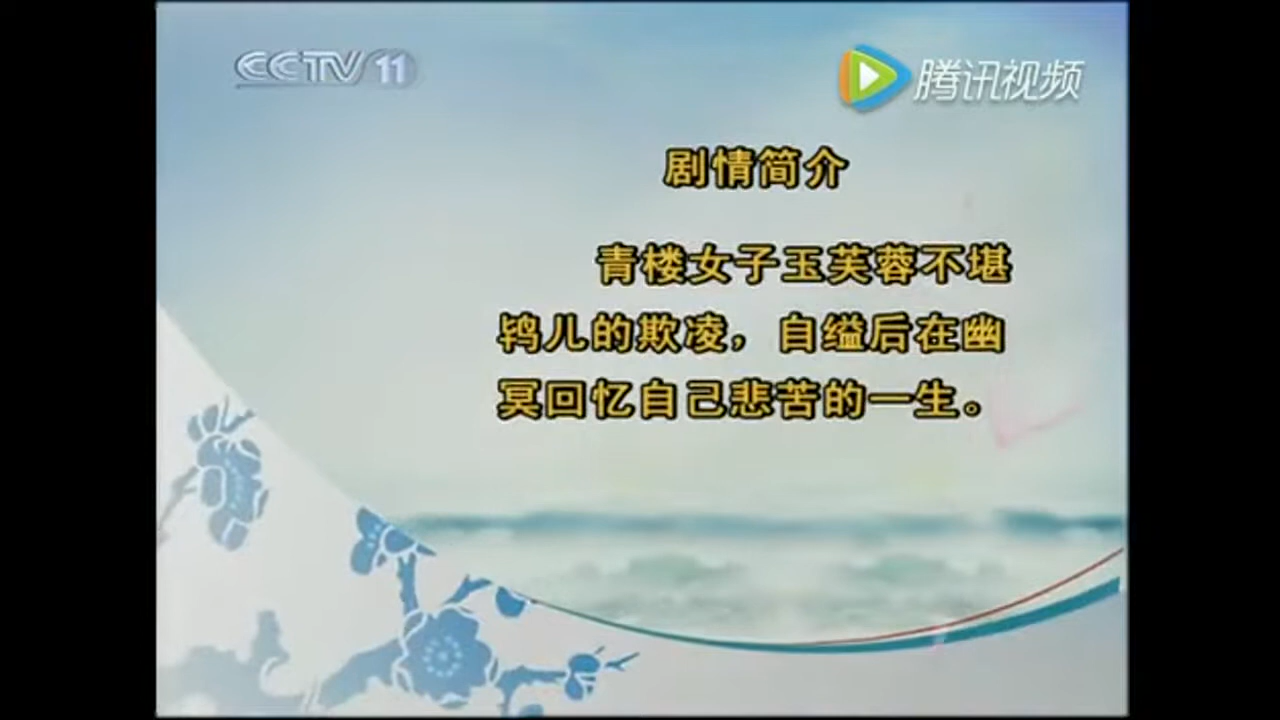 CCTV 11
腾讯视频
剧情简介
青楼女子玉芙蓉不堪
鸨儿的欺凌，自缢后在幽
冥回忆自己悲苦的一生。